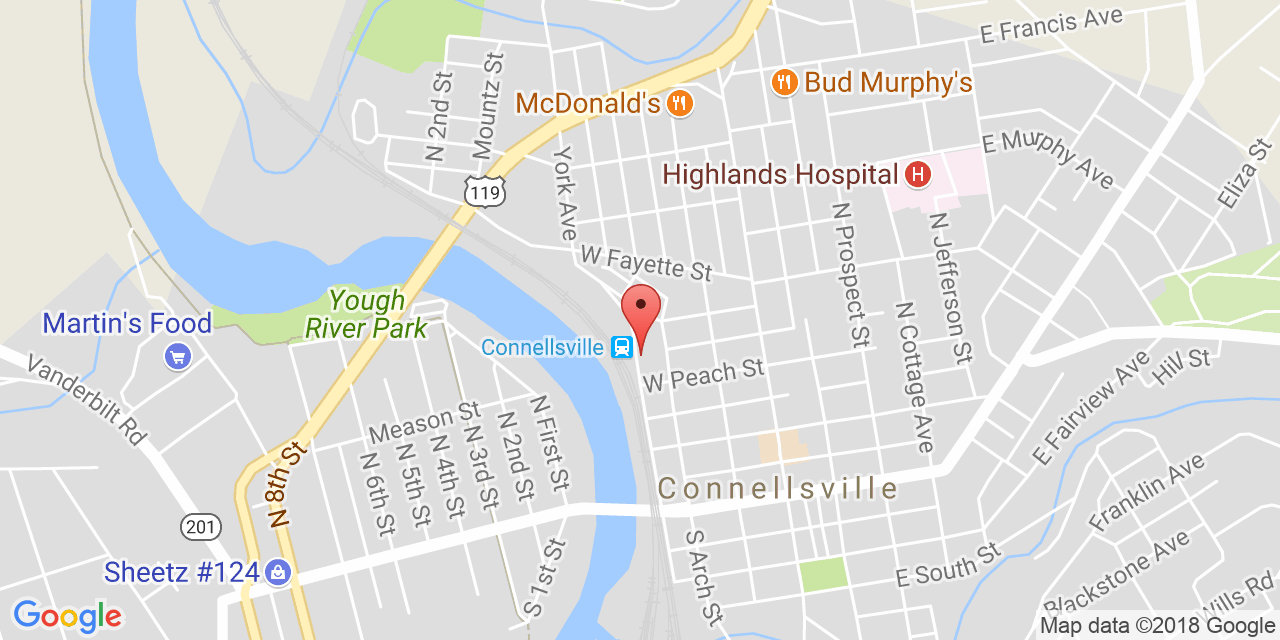 E Francis Ave
N 2nd St
Mountz St
McDonald's
Bud Murphy's
E Murphy Ave
Eliza St
Highlands Hospital
H
119
York Ave
W Fayette St
N Prospect St
N Jefferson St
N Cottage Ave
Yough
River Park
Martin's Food
Connellsville
W Peach St
Vanderbilt Rd
Meason St
N First St
N 2nd St
N 3rd St
N 4th St
N 5th St
N 6th St
N 8th St
E Fairview Ave
Hill St
Franklin Ave
Connellsville
201
Sheetz #124
S 1st St
S Arch St
E South St
Blackstone Ave
Wills Rd
Google
Map data ©2018 Google